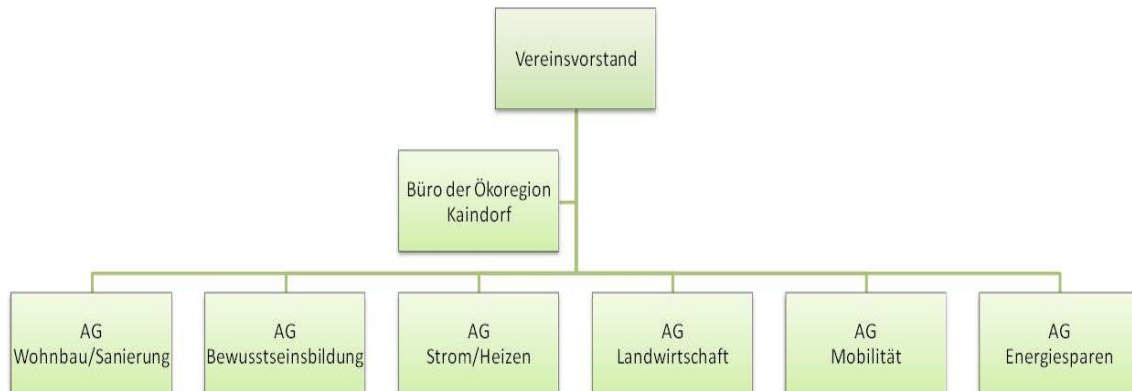 Vereinsvorstand
Büro der Ökoregion
Kaindorf
AG
Wohnbau/Sanierung
AG
Bewusstseinsbildung
AG
Strom/Heizen
AG
Landwirtschaft
AG
Mobilität
AG
Energiesparen